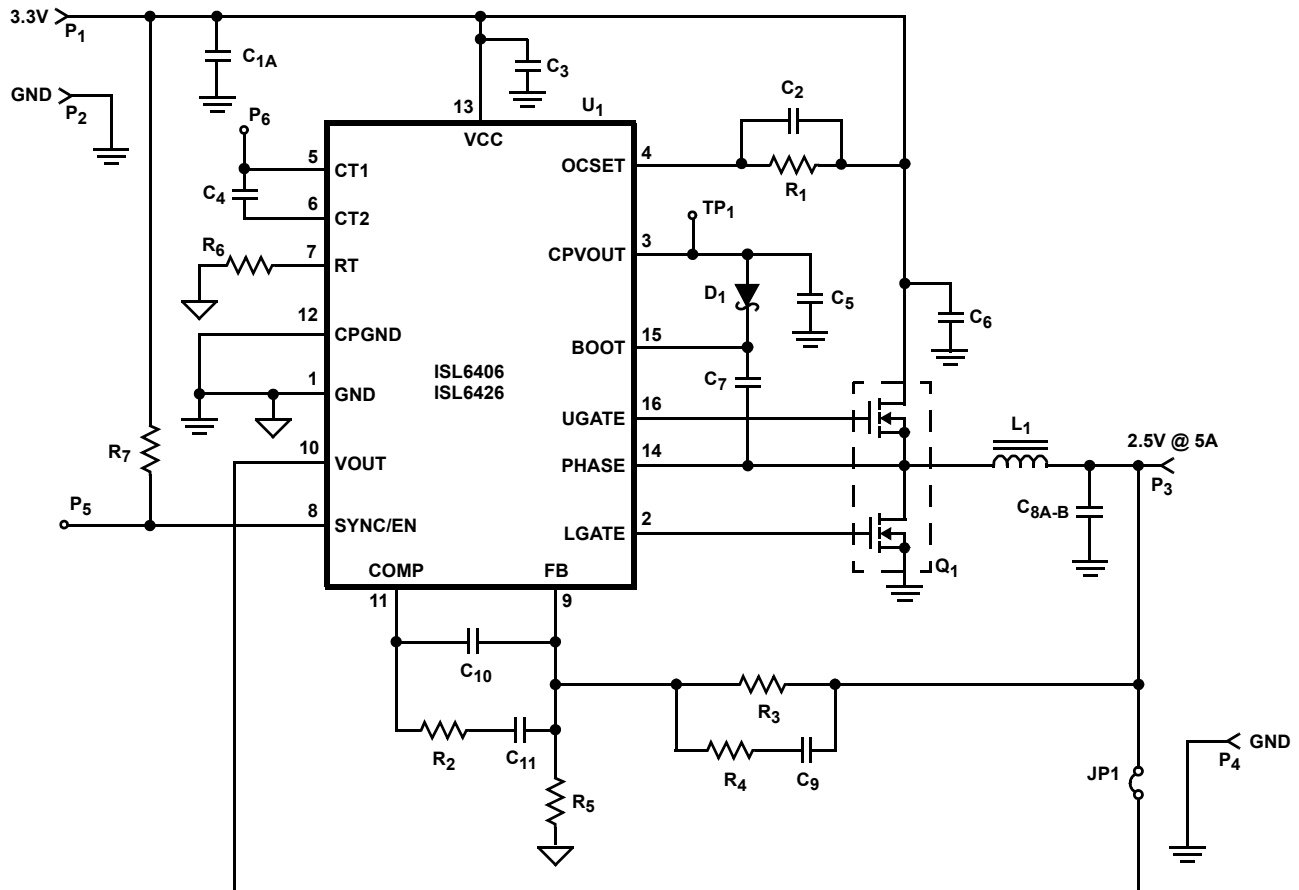 3.3V
P1
C1A
C3
GND
P2
13
U1
VCC
P6
C2
5
CT1
4
OCSET
R1
C4
6
CT2
TP1
R6
7
RT
3
CPVOUT
D1
C5
12
CPGND
C6
15
BOOT
ISL6406
ISL6426
C7
1
GND
16
UGATE
L1
R7
10
VOUT
14
PHASE
2.5V @ 5A
P3
P5
8
SYNC/EN
2
LGATE
C8A-B
Q1
COMP
FB
11
9
C10
R3
R2
C11
R4
C9
GND
P4
JP1
R5